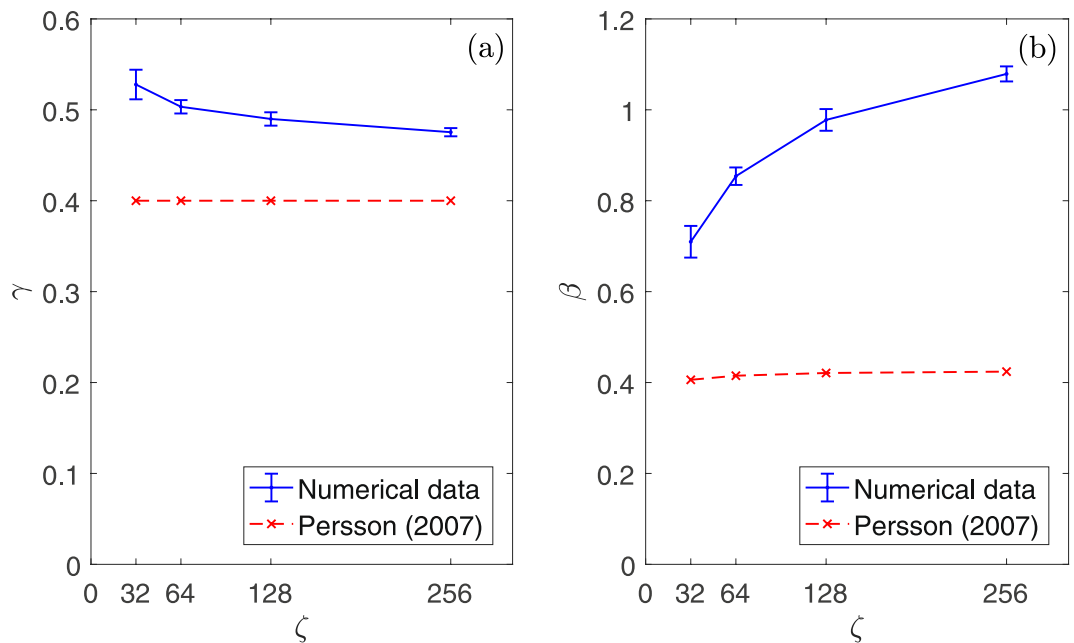 (a)
0.6
0.5
0.4
0.3
0.2
0.1
0
γ
0 32 64 128 256
ζ
Numerical data
Persson (2007)
(b)
1.2
1
0.8
0.6
0.4
0.2
0
β
0 32 64 128 256
ζ
Numerical data
Persson (2007)